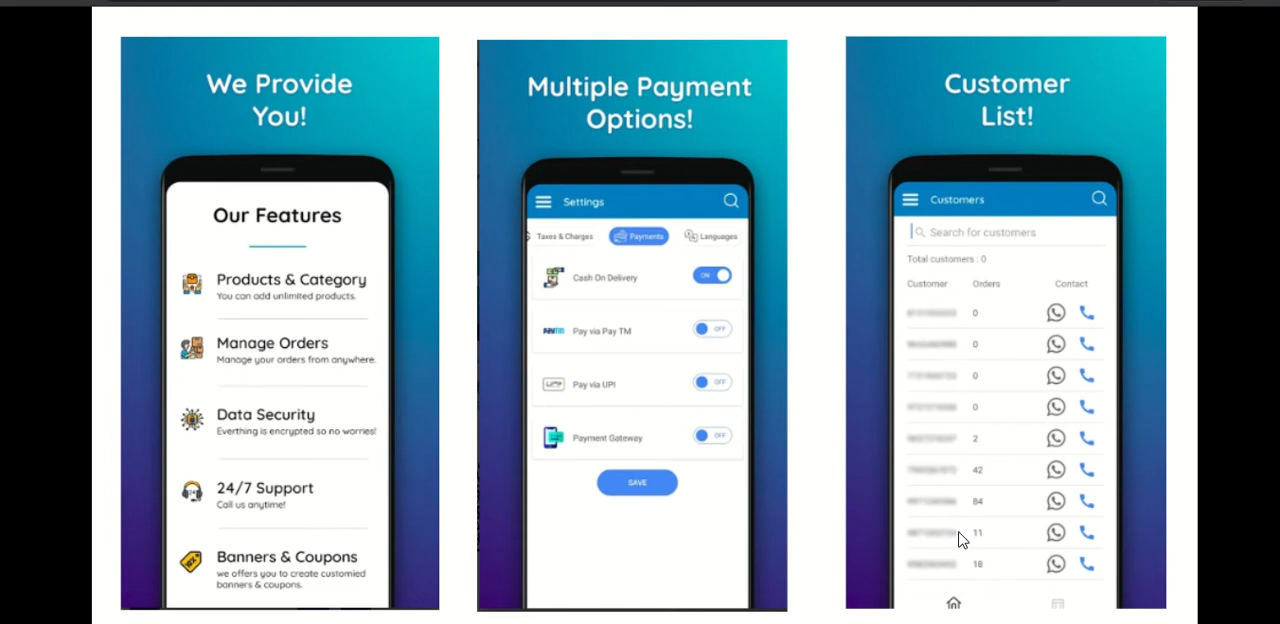 We Provide
You!
Our Features
Products & Category
You can add unlimited products.
Manage Orders
Manage your orders from anywhere.
Data Security
Everthing is encrypted so no worries!
24/7 Support
Call us anytime!
Banners & Coupons
we offers you to create customied
banners & coupons.
Multiple Payment
Options!
Settings
Taxes & Charges Payments Languages
Cash On Delivery ON
Paytm Pay via Pay TM OFF
UPI Pay via UPI OFF
Payment Gateway OFF
SAVE
Customer
List!
Customers
Search for customers
Total customers : 0
Customer Orders Contact
0
0
0
0
2
42
84
11
18